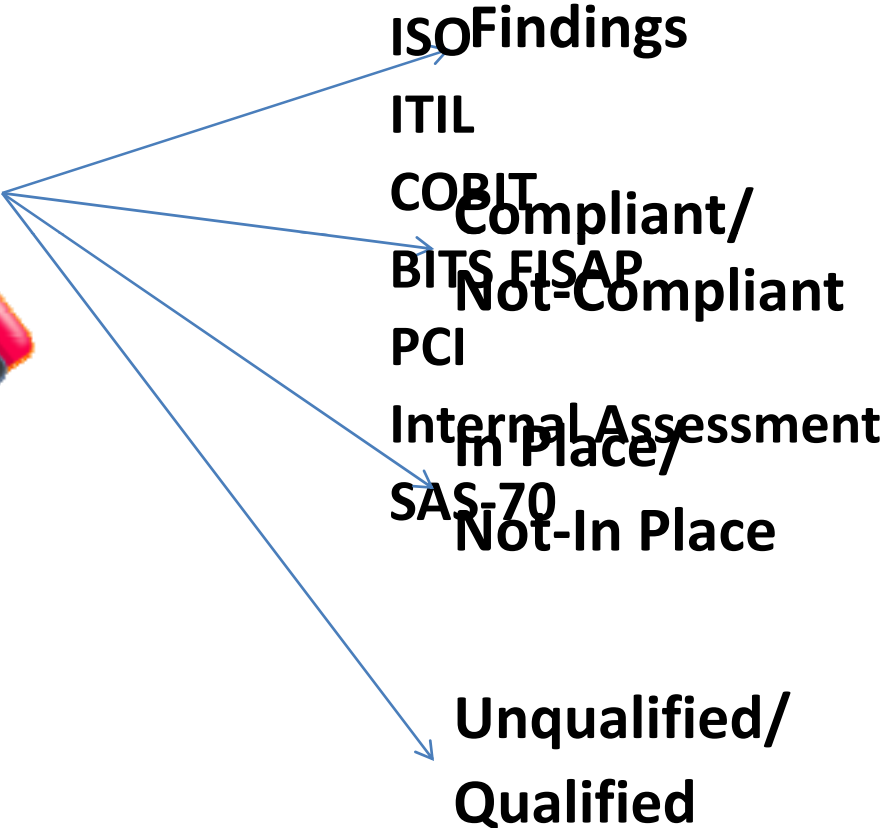 ISO
Findings
ITIL
COBIT
Compliant/
BITS FISAP
Not-Compliant
PCI
Internal Assessment
In Place/
SAS-70
Not-In Place
Unqualified/
Qualified